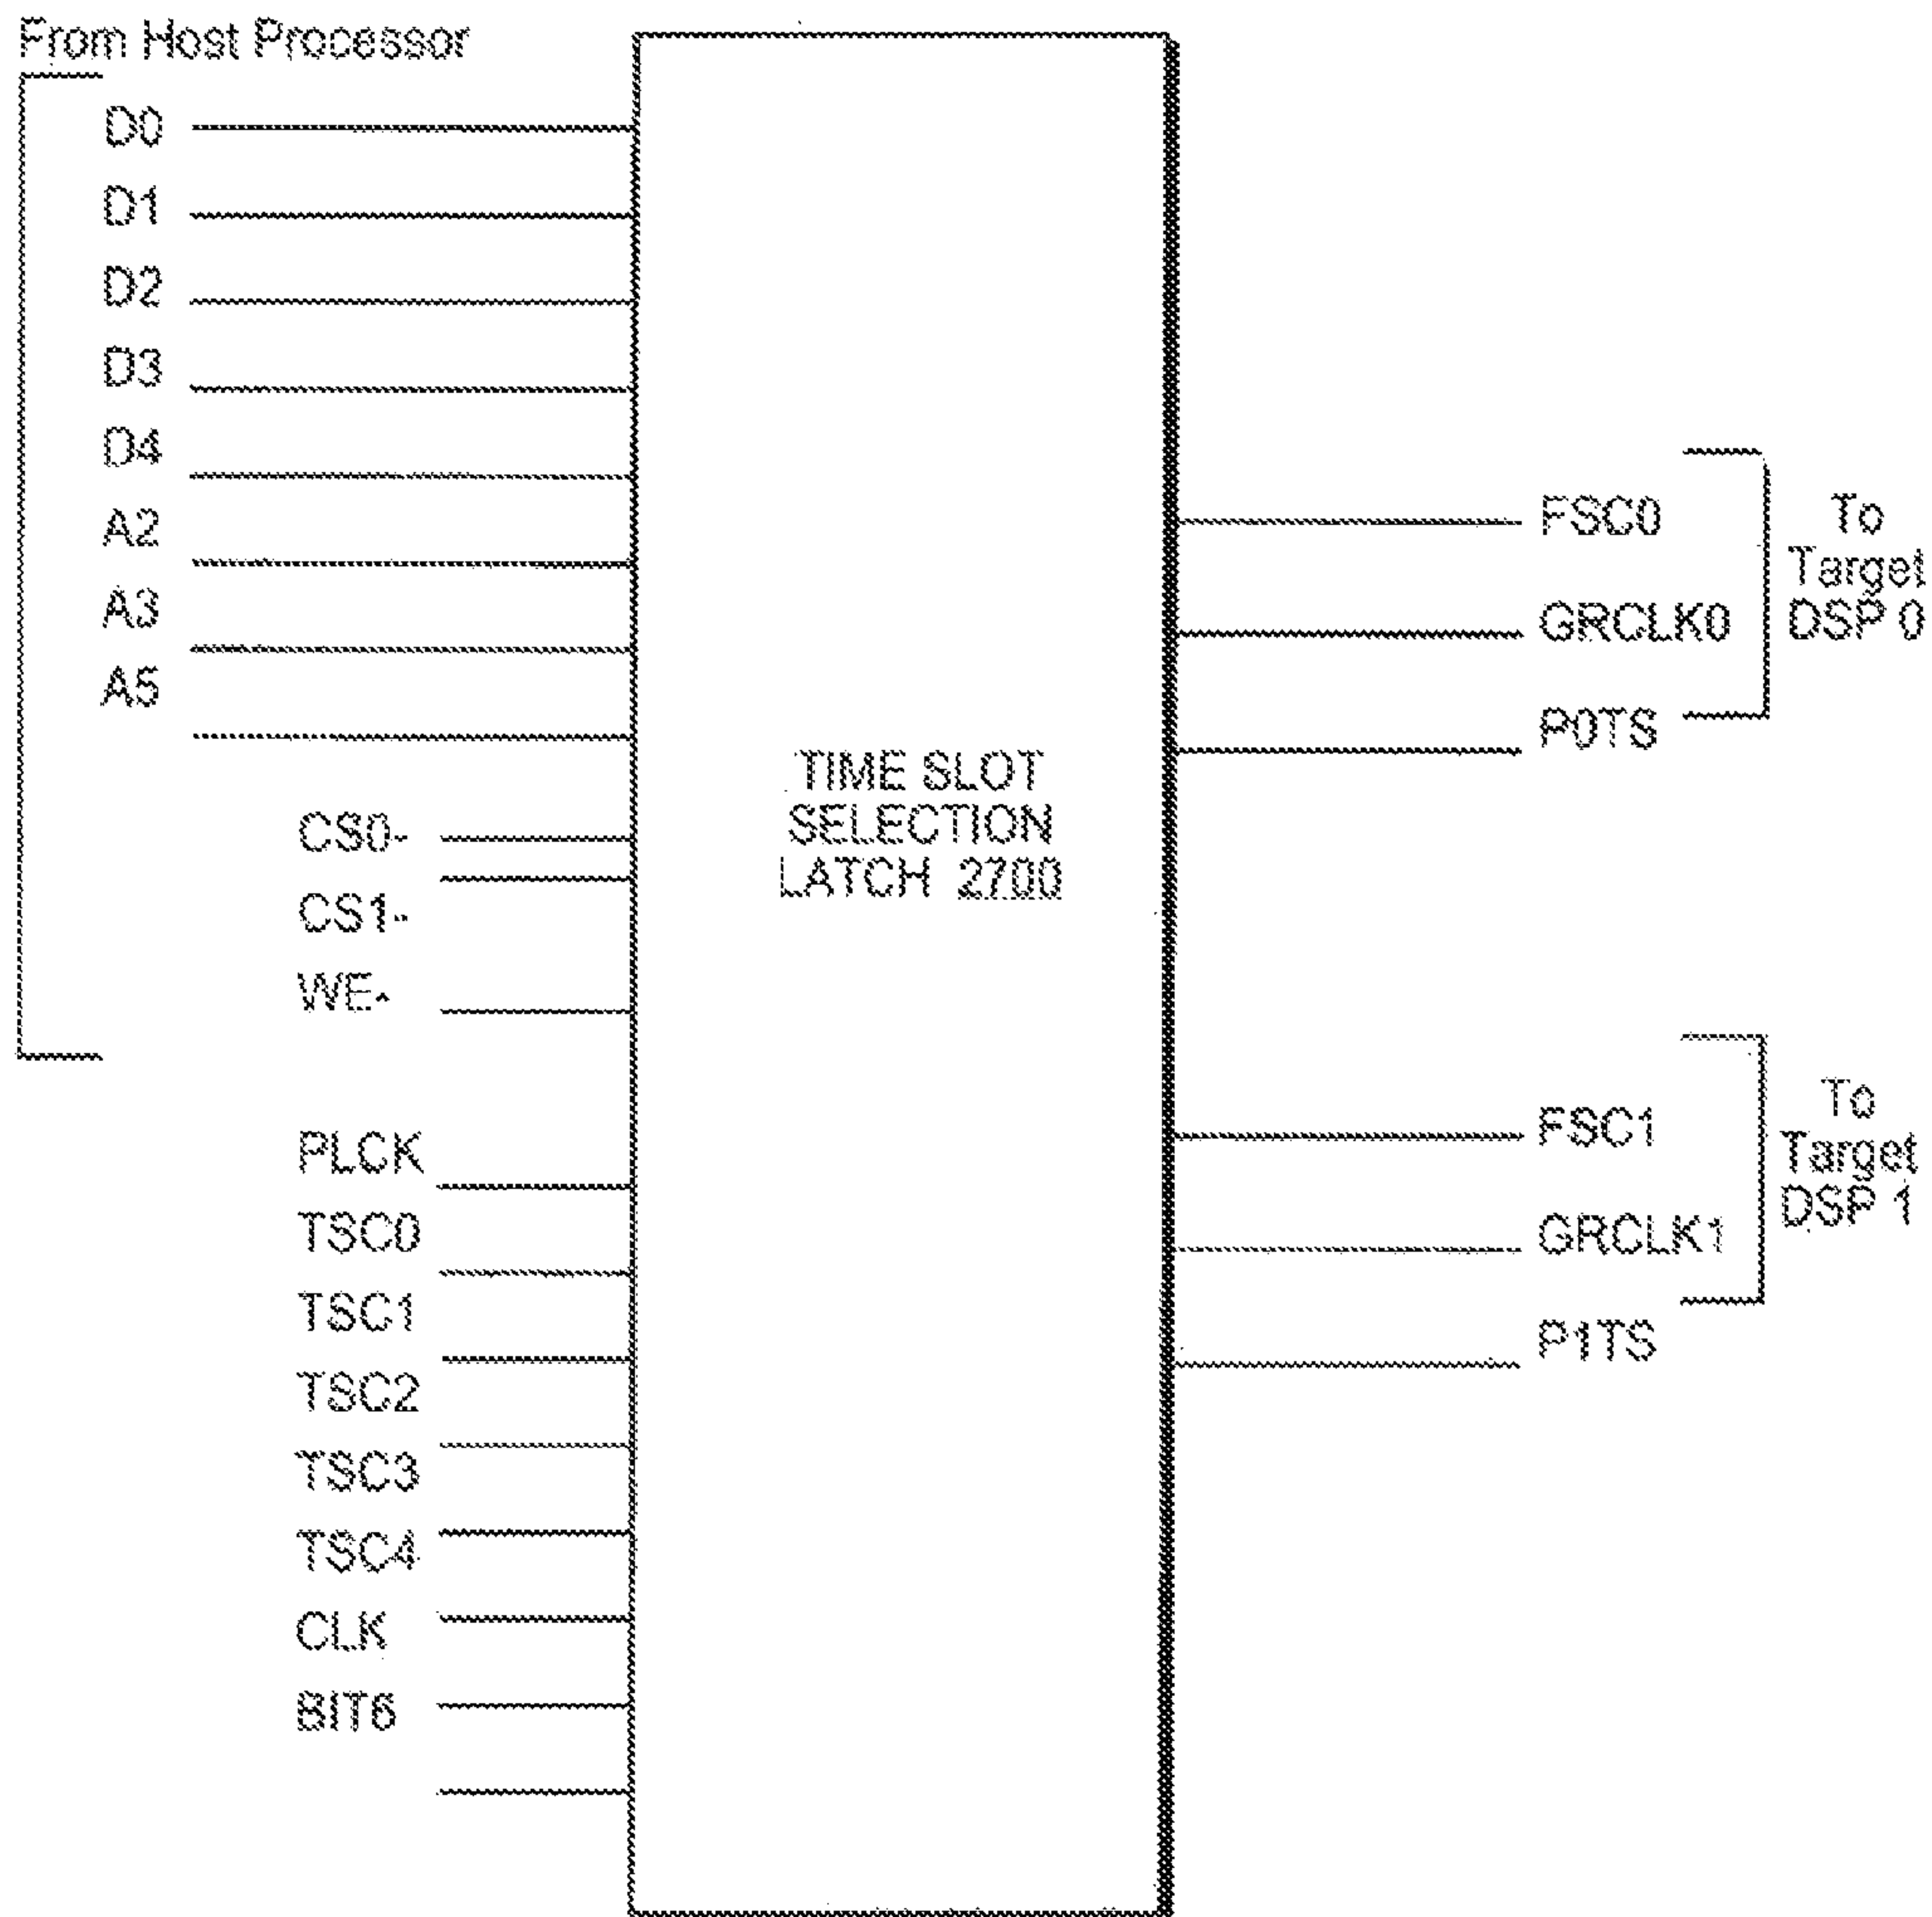 From Host Processor
D0
D1
D2
D3
D4
A2
A3
A5
CS0-
CS1-
WE-
PLCK
TSC0
TSC1
TSC2
TSC3
TSC4
CLK
BIT6
TIME SLOT
SELECTION
LATCH 2700
FSC0
GRCLK0
P0TS
To
Target
DSP 0
FSC1
GRCLK1
P1TS
To
Target
DSP 1